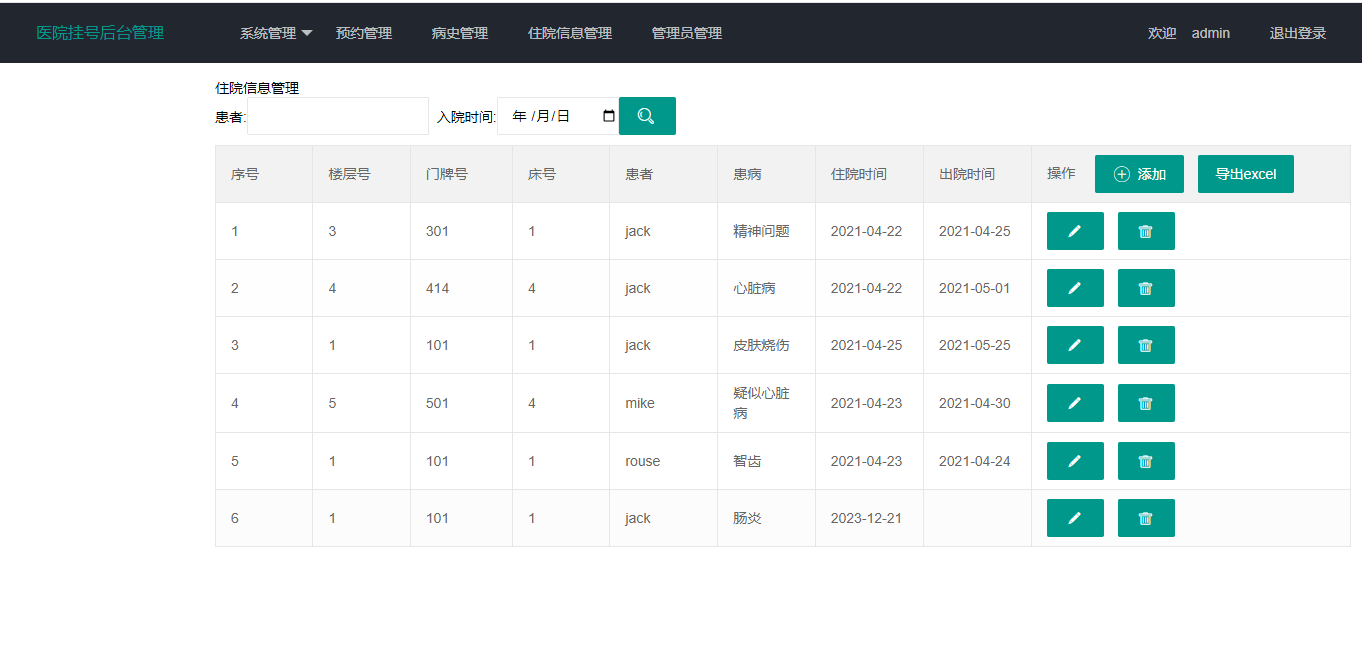 医院挂号后台管理 系统管理 预约管理 病史管理 住院信息管理 管理员管理 欢迎 admin 退出登录
住院信息管理
患者: 入院时间: 年 /月/日
序号 楼层号 门牌号 床号 患者 患病 住院时间 出院时间 操作 添加 导出excel
1 3 301 1 jack 精神问题 2021-04-22 2021-04-25
2 4 414 4 jack 心脏病 2021-04-22 2021-05-01
3 1 101 1 jack 皮肤烧伤 2021-04-25 2021-05-25
4 5 501 4 mike 疑似心脏病 2021-04-23 2021-04-30
5 1 101 1 rouse 智齿 2021-04-23 2021-04-24
6 1 101 1 jack 肠炎 2023-12-21